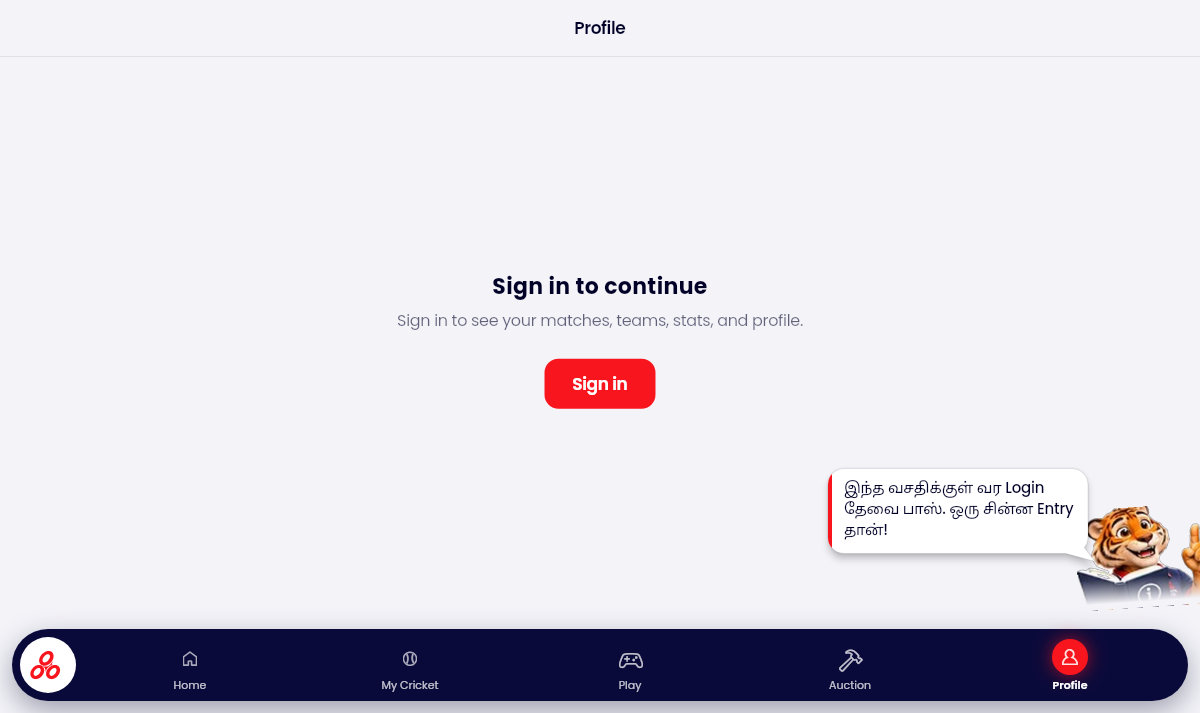 Profile
Sign in to continue
Sign in to see your matches, teams, stats, and profile.
Sign in
இந்த வசதிக்குள் வர Login
தேவை பாஸ். ஒரு சின்ன Entry
தான்!
Home
My Cricket
Play
Auction
Profile